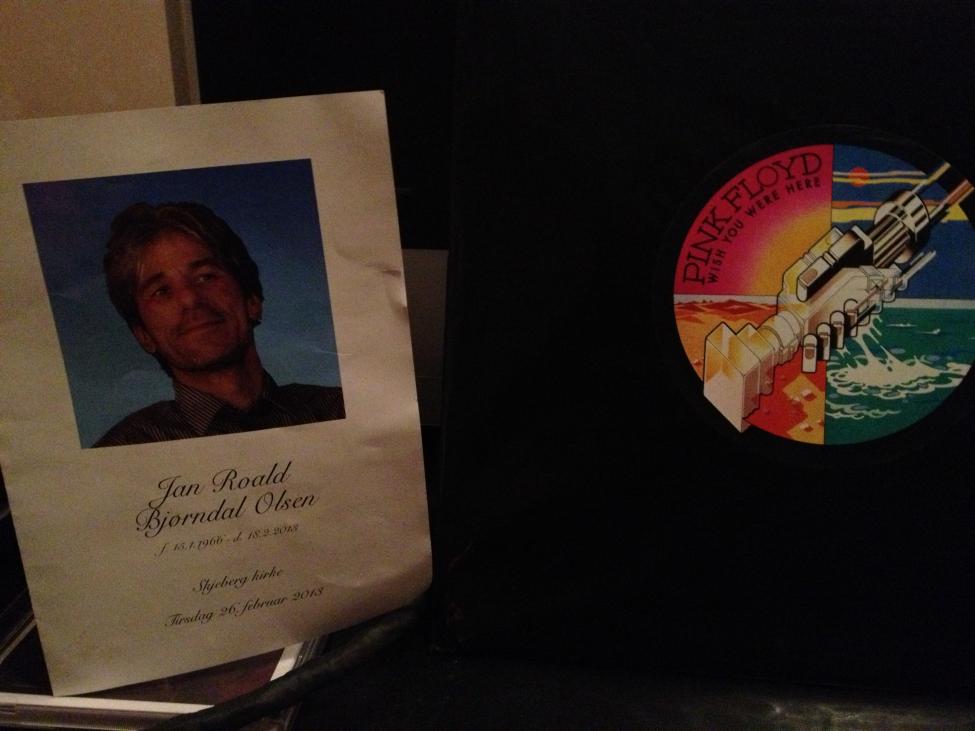 Jan Roald
Bjørndal Olsen
f. 15.1.1966 - d. 18.2.2013
Skjeberg kirke
Tirsdag 26. februar 2013
PINK FLOYD
WISH YOU WERE HERE